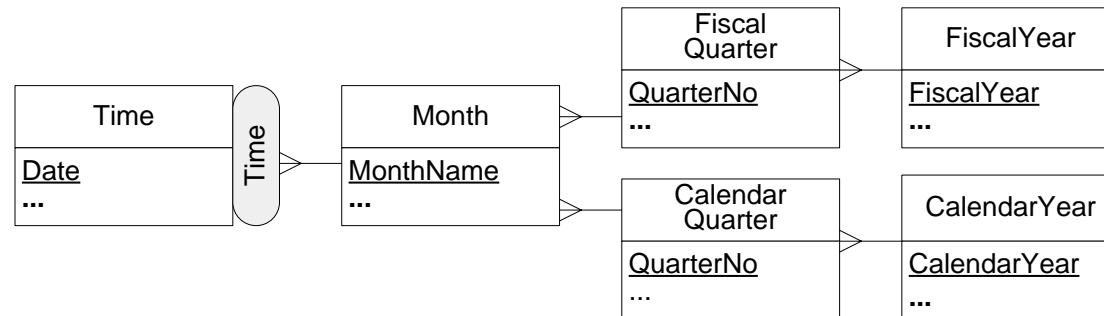 Time
Date
...
Time
Month
MonthName
...
Fiscal
Quarter
QuarterNo
...
FiscalYear
FiscalYear
...
Calendar
Quarter
QuarterNo
...
CalendarYear
CalendarYear
...